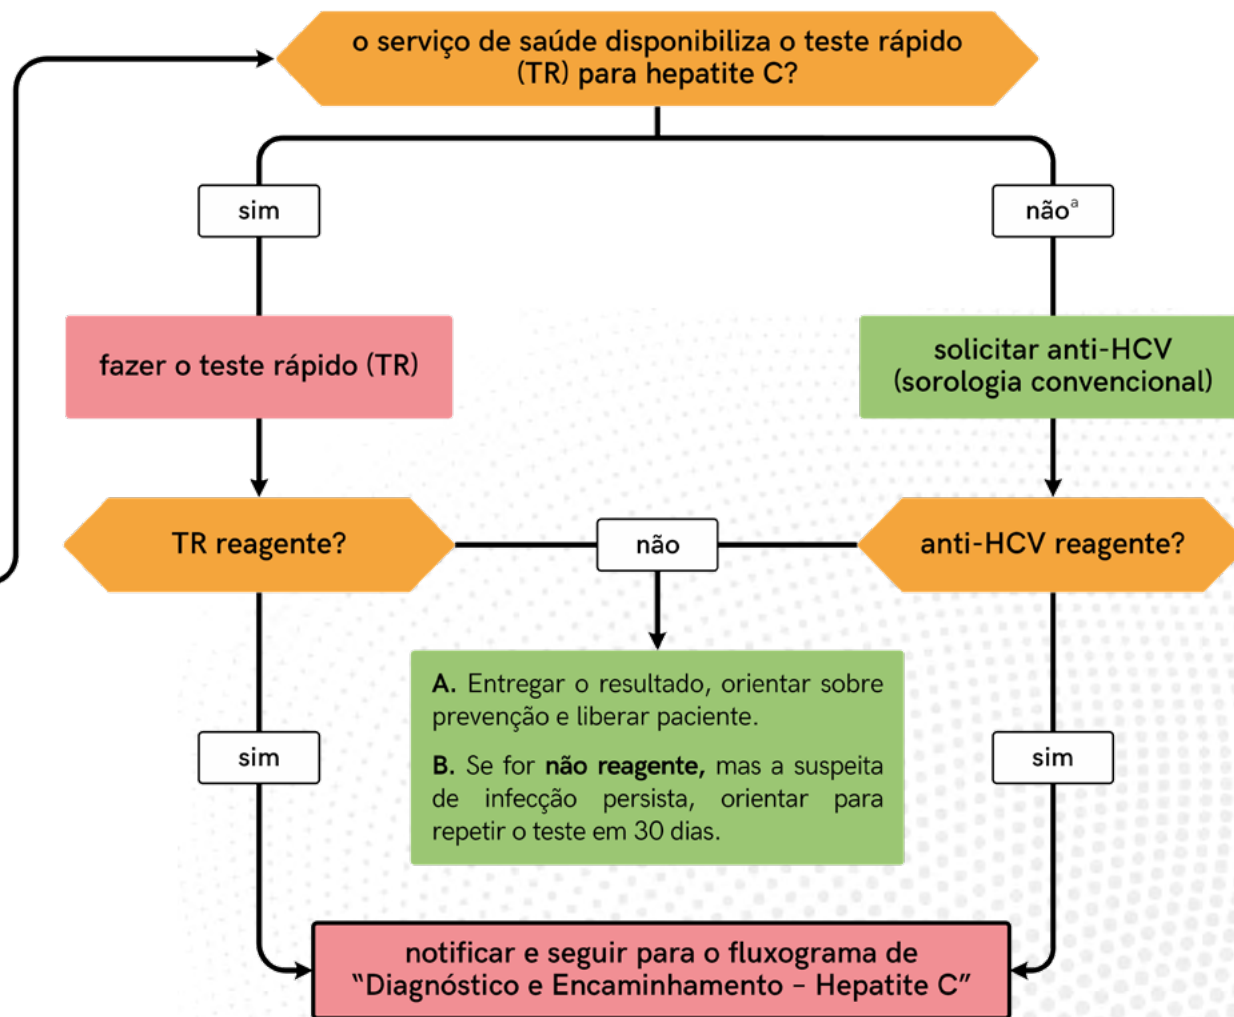 o serviço de saúde disponibiliza o teste rápido
(TR) para hepatite C?
sim
nãoª
fazer o teste rápido (TR)
solicitar anti-HCV
(sorologia convencional)
TR reagente?
não
anti-HCV reagente?
A. Entregar o resultado, orientar sobre
prevenção e liberar paciente.
B. Se for não reagente, mas a suspeita
de infecção persista, orientar para
repetir o teste em 30 dias.
sim
sim
notificar e seguir para o fluxograma de
“Diagnóstico e Encaminhamento – Hepatite C”